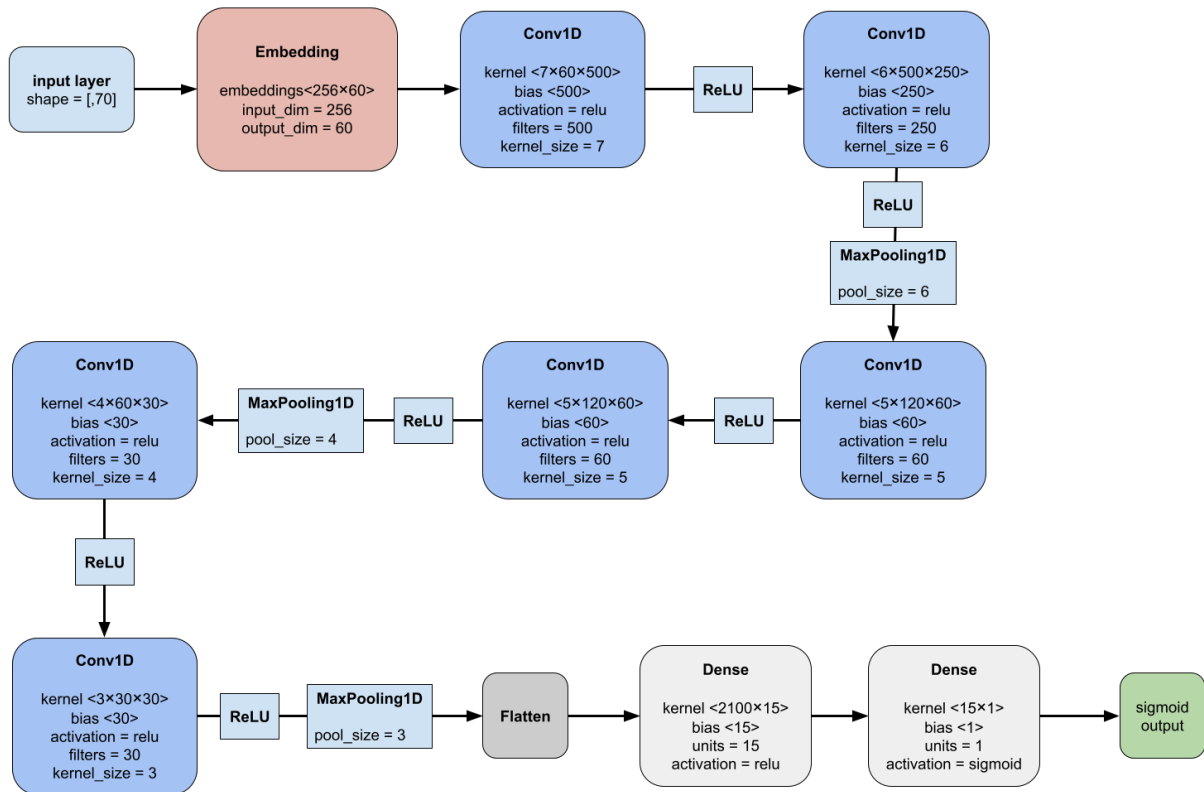 input layer
shape = [,70]
Embedding
embeddings<256×60>
input_dim = 256
output_dim = 60
Conv1D
kernel <7×60×500>
bias <500>
activation = relu
filters = 500
kernel_size = 7
ReLU
Conv1D
kernel <6×500×250>
bias <250>
activation = relu
filters = 250
kernel_size = 6
ReLU
MaxPooling1D
pool_size = 6
Conv1D
kernel <5×120×60>
bias <60>
activation = relu
filters = 60
kernel_size = 5
ReLU
Conv1D
kernel <5×120×60>
bias <60>
activation = relu
filters = 60
kernel_size = 5
ReLU
MaxPooling1D
pool_size = 4
Conv1D
kernel <4×60×30>
bias <30>
activation = relu
filters = 30
kernel_size = 4
ReLU
Conv1D
kernel <3×30×30>
bias <30>
activation = relu
filters = 30
kernel_size = 3
ReLU
MaxPooling1D
pool_size = 3
Flatten
Dense
kernel <2100×15>
bias <15>
units = 15
activation = relu
Dense
kernel <15×1>
bias <1>
units = 1
activation = sigmoid
sigmoid
output